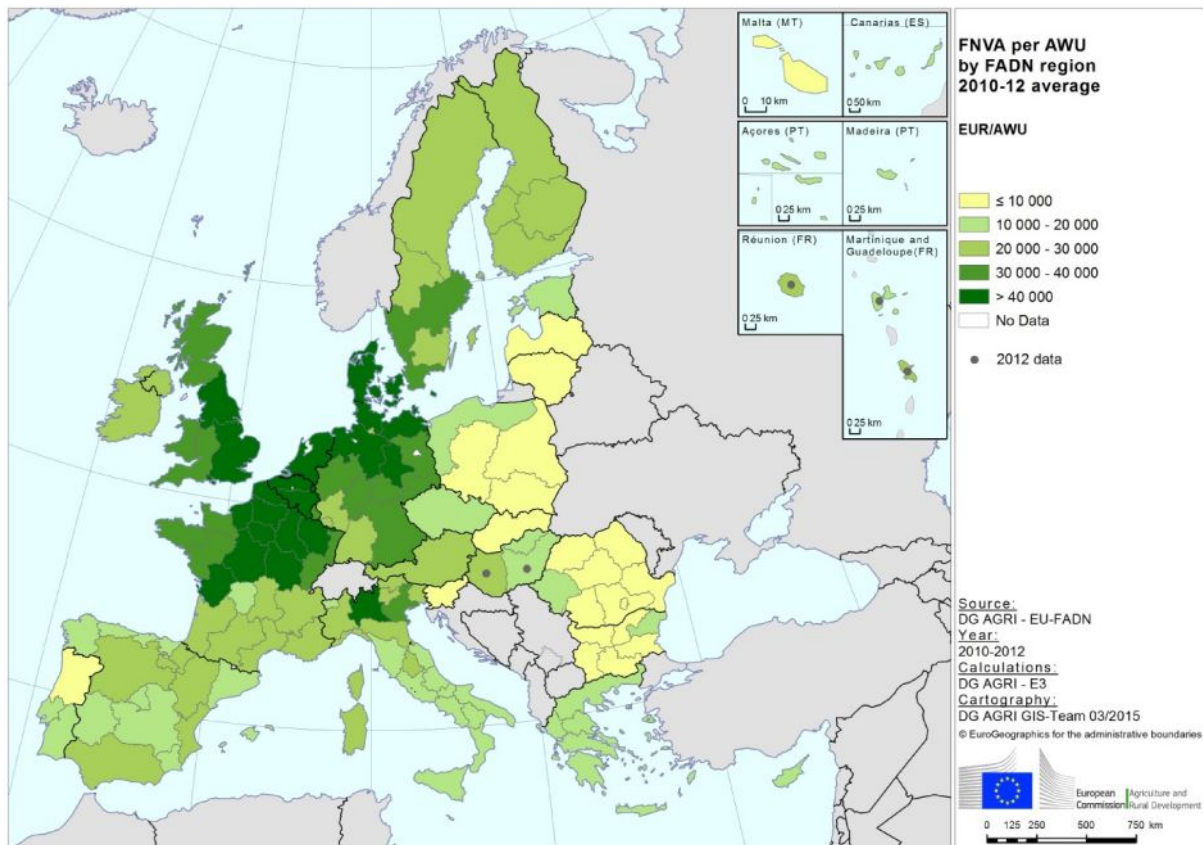 Malta (MT)
0 10 km
Canarias (ES)
0 50 km
Açores (PT)
0 25 km
Madeira (PT)
0 25 km
Réunion (FR)
0 25 km
Martinique and
Guadeloupe(FR)
0 25 km
FNVA per AWU
by FADN region
2010-12 average
EUR/AWU
≤ 10 000
10 000 - 20 000
20 000 - 30 000
30 000 - 40 000
> 40 000
No Data
2012 data
Source:
DG AGRI - EU-FADN
Year:
2010-2012
Calculations:
DG AGRI - E3
Cartography:
DG AGRI GIS-Team 03/2015
© EuroGeographics for the administrative boundaries
European
Commission
Agriculture and
Rural Development
0 125 250 500 750 km